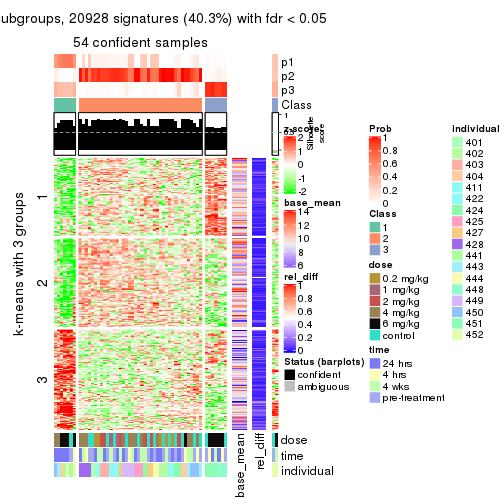 ubgroups, 20928 signatures (40.3%) with fdr < 0.05
54 confident samples
p1
p2
p3
Class
1
0
Silhouette
score
k-means with 3 groups
1
2
3
z-score
2
1
0
-1
-2
base_mean
14
12
10
8
6
rel_diff
1
0.8
0.6
0.4
0.2
0
Status (barplots)
confident
ambiguous
Prob
1
0.8
0.6
0.4
0.2
0
Class
1
2
3
dose
0.2 mg/kg
1 mg/kg
2 mg/kg
4 mg/kg
6 mg/kg
control
time
24 hrs
4 hrs
4 wks
pre-treatment
individual
401
402
403
404
411
422
424
425
427
428
441
443
444
448
449
450
451
452
dose
time
individual
base_mean
rel_diff